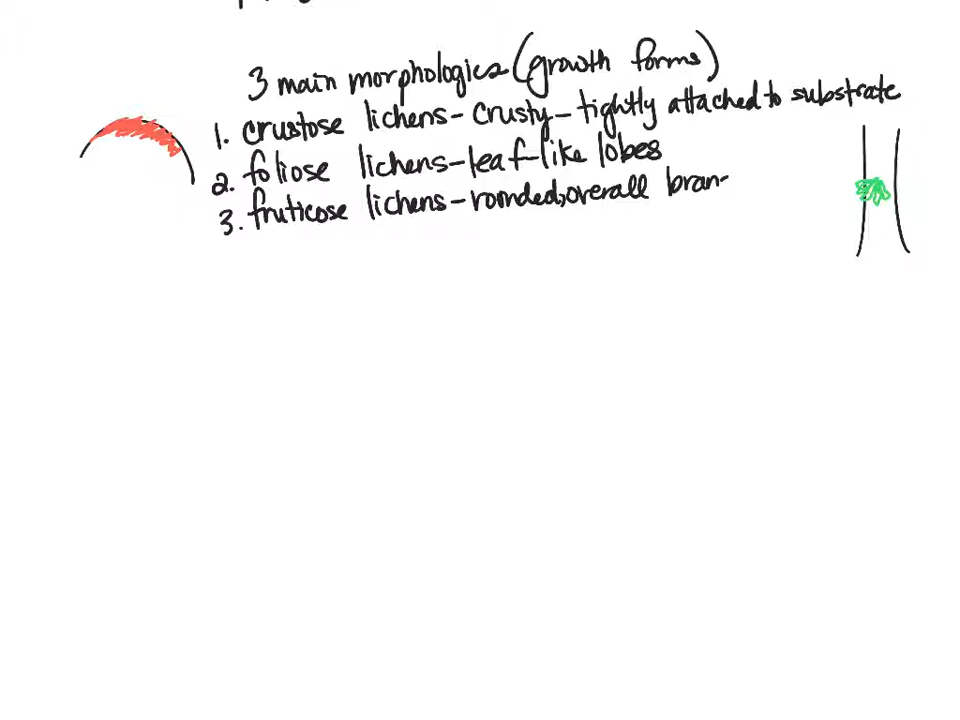 3 main morphologies (growth forms)
1. crustose lichens - crusty - tightly attached to substrate
2. foliose lichens - leaf-like lobes
3. fruticose lichens - rounded, overall bran-